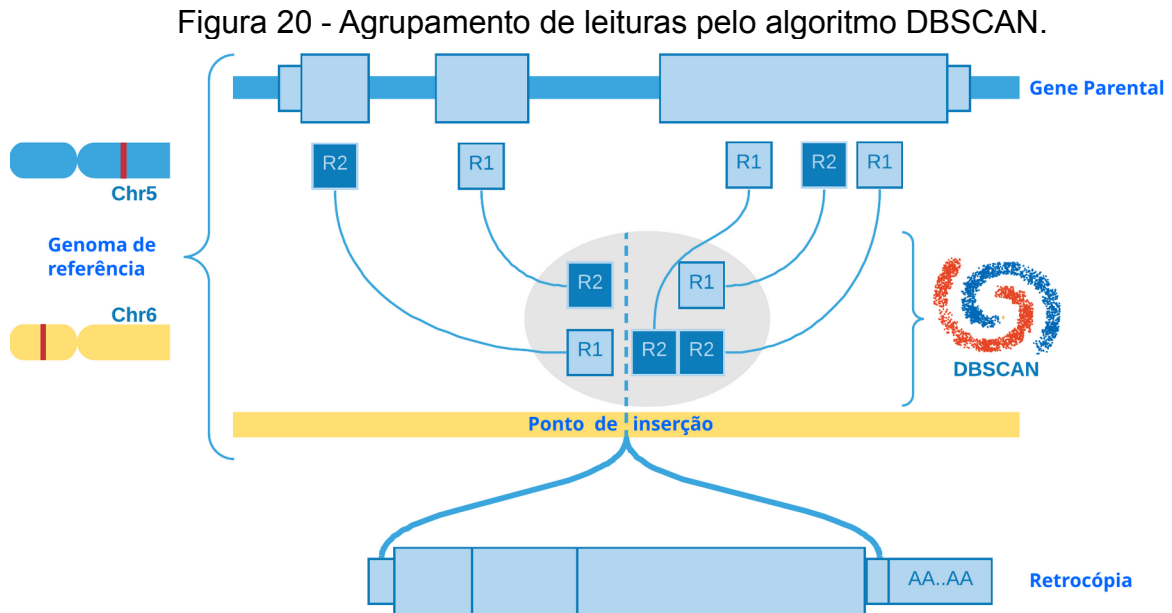 Figura 20 - Agrupamento de leituras pelo algoritmo DBSCAN.
Gene Parental
R2 R1 R1 R2 R1
Chr5
Genoma de
referência
R2 R1
Chr6
R1 R2 R2
DBSCAN
Ponto de inserção
AA..AA
Retrocópia